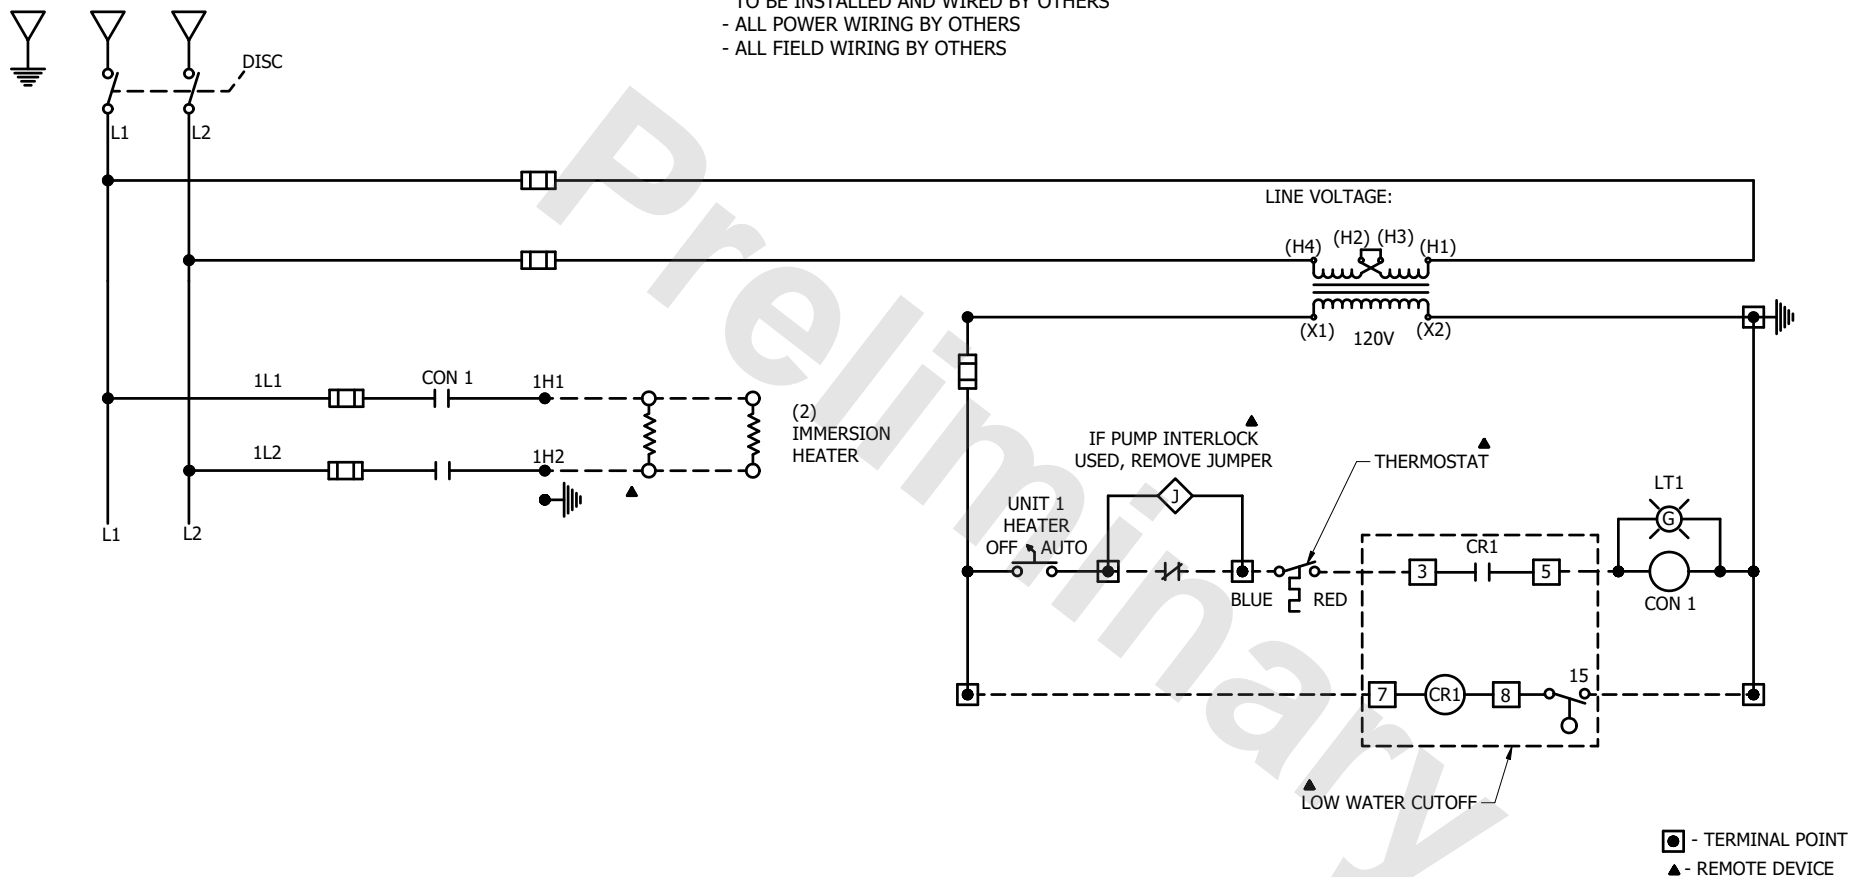 TO BE INSTALLED AND WIRED BY OTHERS
- ALL POWER WIRING BY OTHERS
- ALL FIELD WIRING BY OTHERS
DISC
L1
L2
LINE VOLTAGE:
(H4)
(H2)
(H3)
(H1)
(X1)
120V
(X2)
1L1
CON 1
1H1
(2)
IMMERSION
HEATER
1L2
1H2
L1
L2
IF PUMP INTERLOCK
USED, REMOVE JUMPER
THERMOSTAT
J
UNIT 1
HEATER
OFF
AUTO
LT1
G
CR1
3
5
BLUE
RED
CON 1
7
CR1
8
15
LOW WATER CUTOFF
- TERMINAL POINT
- REMOTE DEVICE
Preliminary